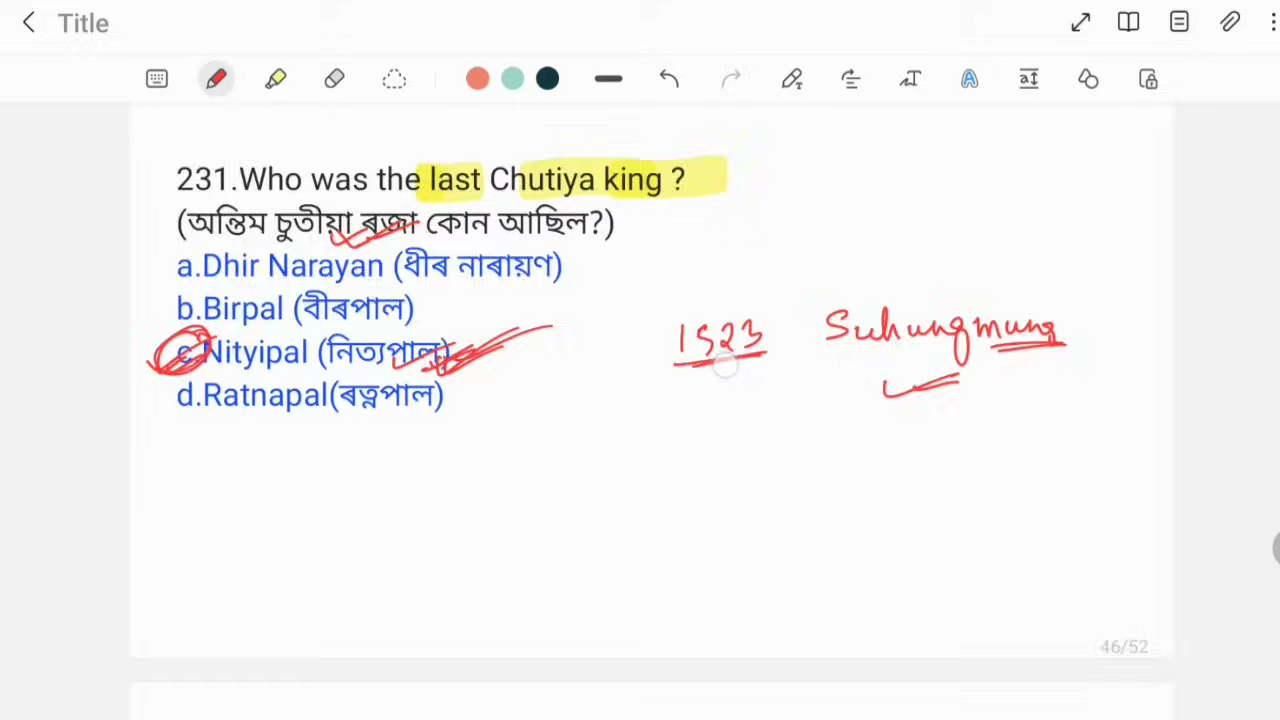 Title
231.Who was the last Chutiya king ?
(অন্তিম চুতীয়া ৰজা কোন আছিল?)
a.Dhir Narayan (ধীৰ নাৰায়ণ)
b.Birpal (বীৰপাল)
c.Nityipal (নিত্যপাল)
d.Ratnapal(ৰত্নপাল)
1523 Suhungmung
46/52